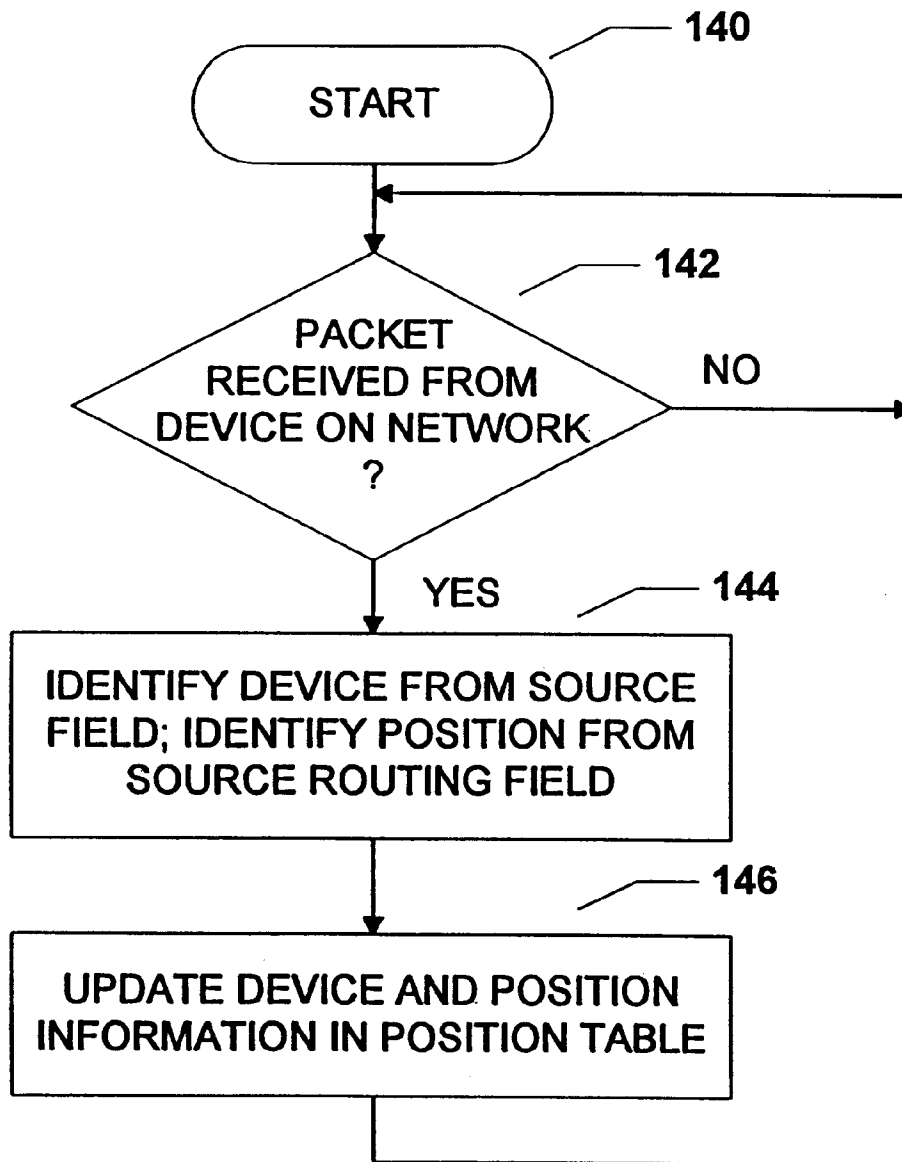 140
START
142
PACKET
RECEIVED FROM
DEVICE ON NETWORK
?
NO
YES
144
IDENTIFY DEVICE FROM SOURCE
FIELD; IDENTIFY POSITION FROM
SOURCE ROUTING FIELD
146
UPDATE DEVICE AND POSITION
INFORMATION IN POSITION TABLE